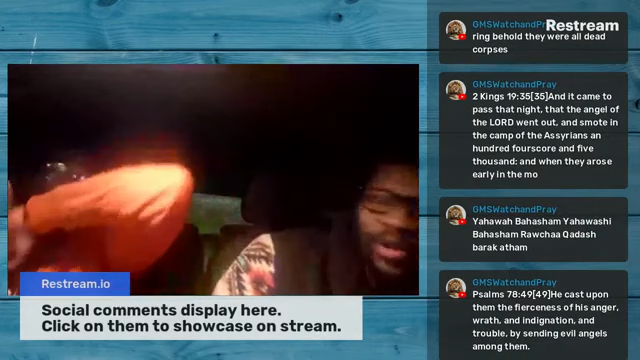 GMSWatchandPr
Restream
ring behold they were all dead
corpses
GMSWatchandPray
2 Kings 19:35[35]And it came to
pass that night, that the angel of
the LORD went out, and smote in
the camp of the Assyrians an
hundred fourscore and five
thousand: and when they arose
early in the mo
GMSWatchandPray
Yahawah Bahasham Yahawashi
Bahasham Rawchaa Qadash
barak atham
GMSWatchandPray
Psalms 78:49[49]He cast upon
them the fierceness of his anger,
wrath, and indignation, and
trouble, by sending evil angels
among them.
Restream.io
Social comments display here.
Click on them to showcase on stream.